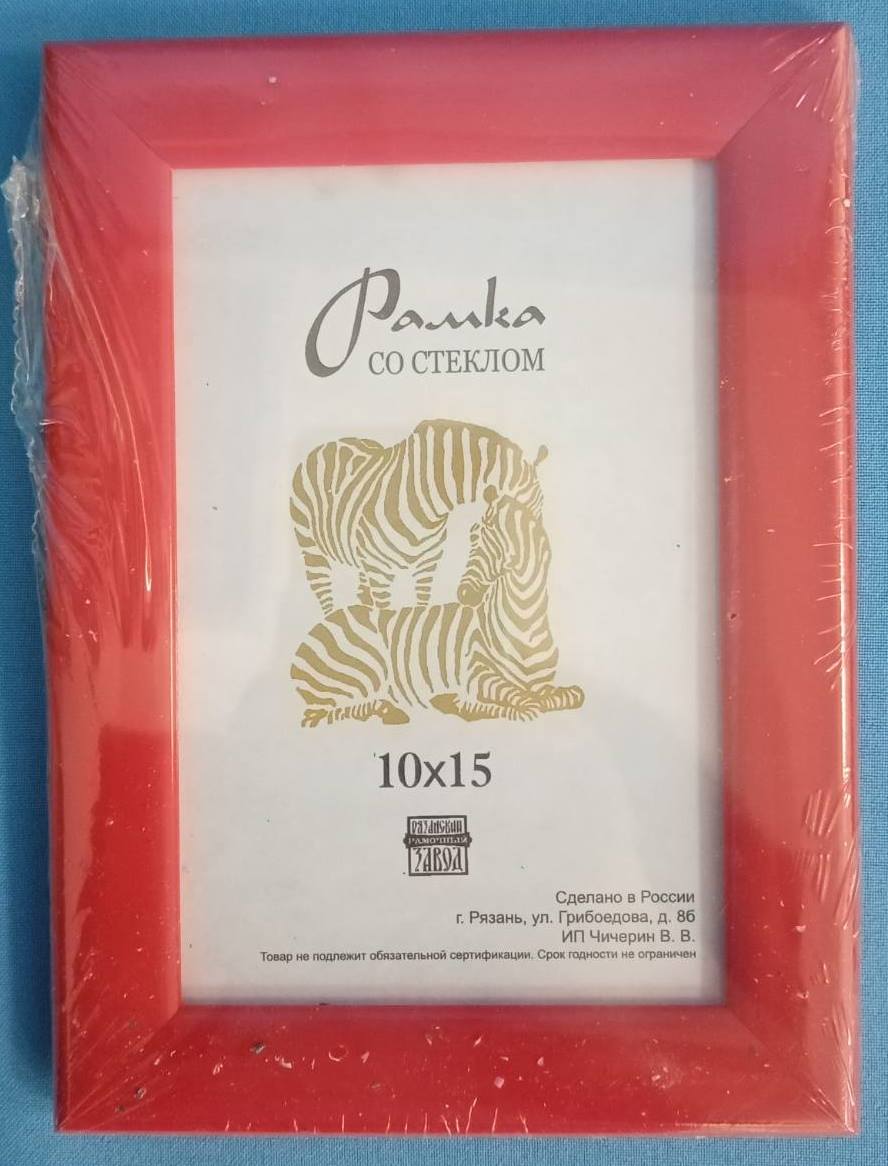 Рамка
СО СТЕКЛОМ
10х15
РЯЗАНСКИЙ
РАМОЧНЫЙ
ЗАВОД
Сделано в России
г. Рязань, ул. Грибоедова, д. 8б
ИП Чичерин В. В.
Товар не подлежит обязательной сертификации. Срок годности не ограничен